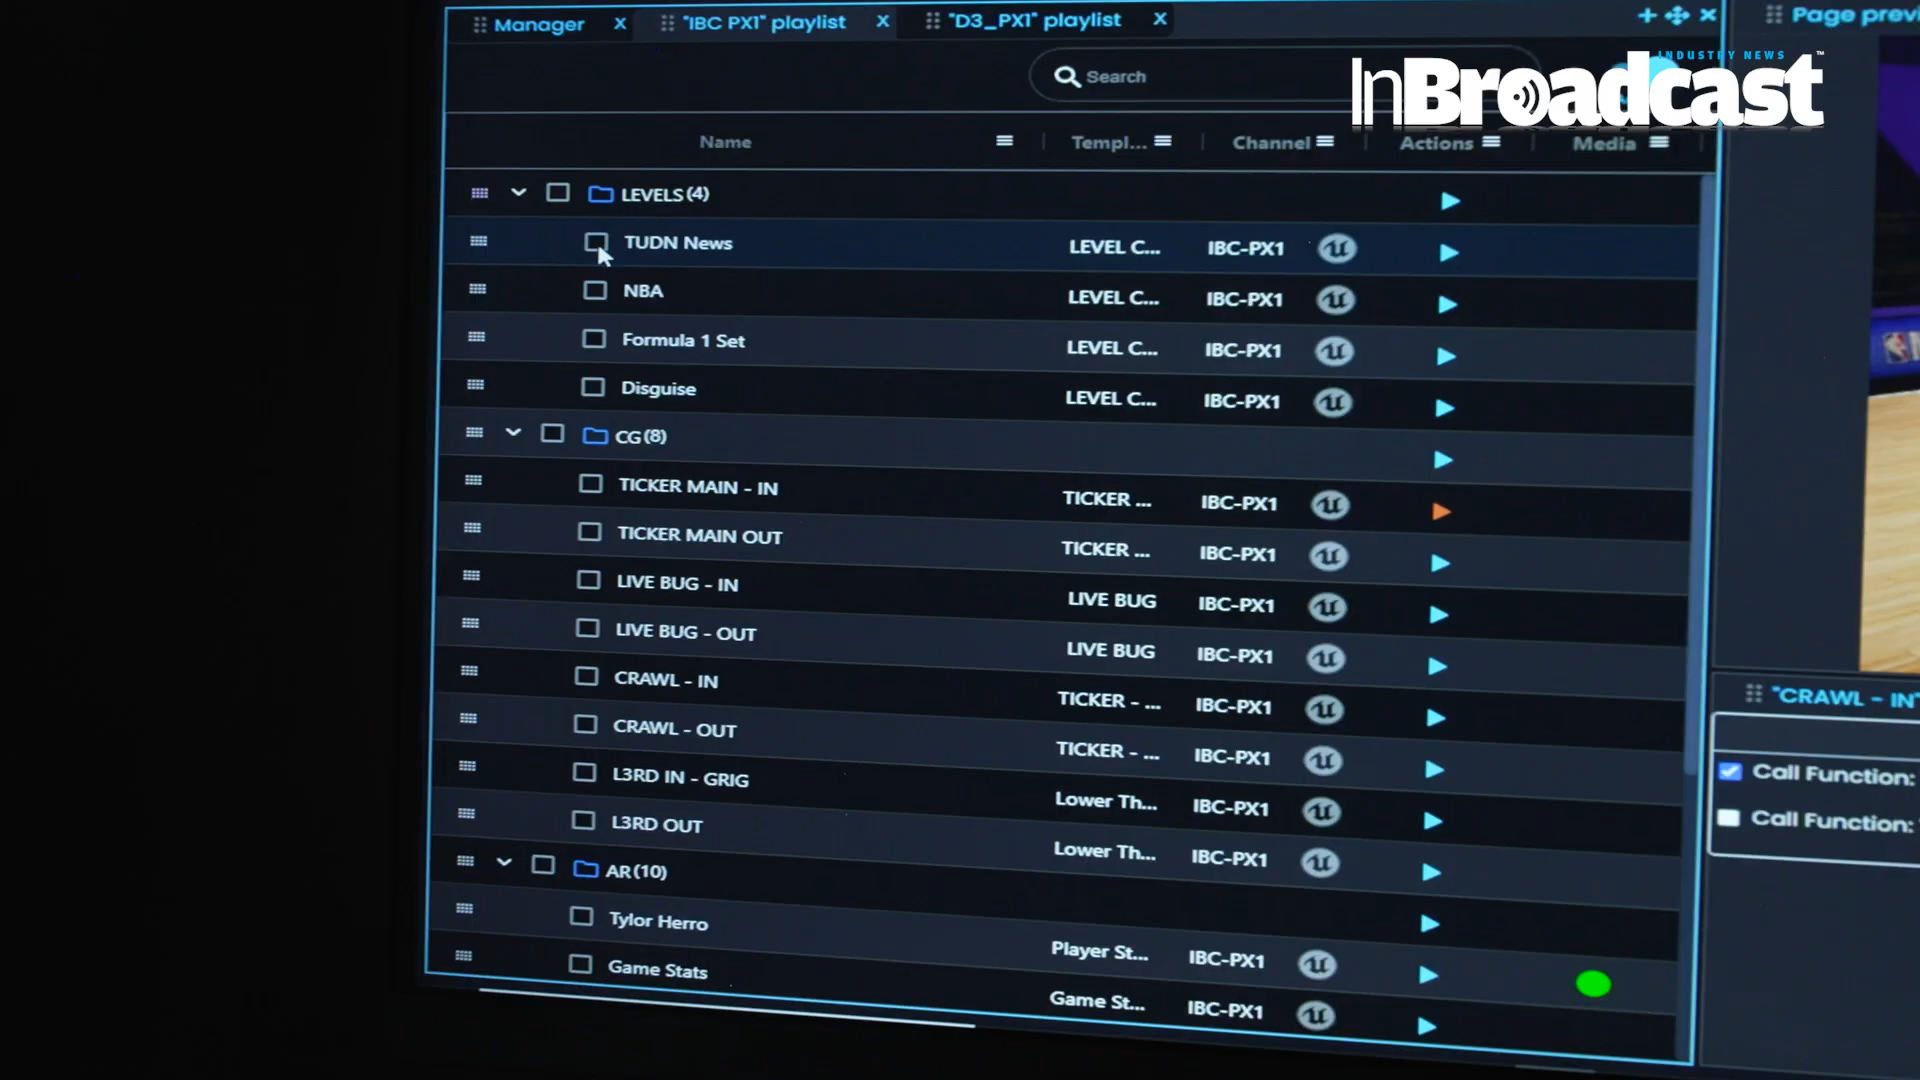 Manager x "IBC PX1" playlist x "D3_PX1" playlist x
Page previ
INDUSTRY NEWS
InBroadcast™
Search
Name Templ... Channel Actions Media
LEVELS (4)
TUDN News LEVEL C... IBC-PX1
NBA LEVEL C... IBC-PX1
Formula 1 Set LEVEL C... IBC-PX1
Disguise LEVEL C... IBC-PX1
CG (8)
TICKER MAIN - IN TICKER ... IBC-PX1
TICKER MAIN OUT TICKER ... IBC-PX1
LIVE BUG - IN LIVE BUG IBC-PX1
LIVE BUG - OUT LIVE BUG IBC-PX1
CRAWL - IN TICKER - ... IBC-PX1
CRAWL - OUT TICKER - ... IBC-PX1
L3RD IN - GRIG Lower Th... IBC-PX1
L3RD OUT Lower Th... IBC-PX1
AR (10)
Tylor Herro Player St... IBC-PX1
Game Stats Game St... IBC-PX1
"CRAWL - IN"
Call Function:
Call Function: